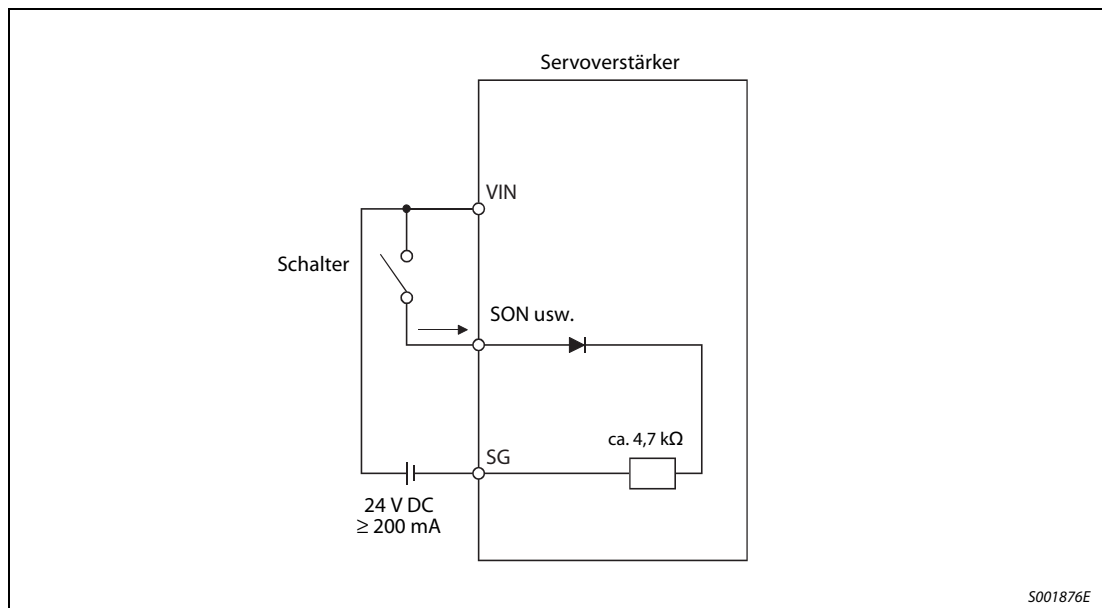 Servoverstärker
VIN
Schalter
SON usw.
ca. 4,7 kΩ
SG
24 V DC
≥ 200 mA
S001876E